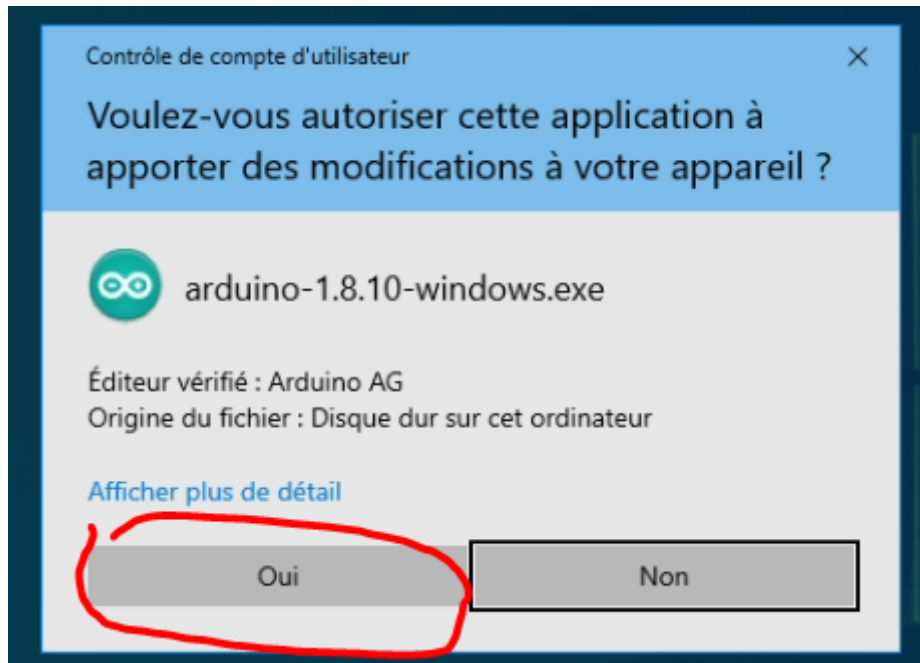 Contrôle de compte d'utilisateur
Voulez-vous autoriser cette application à
apporter des modifications à votre appareil ?
arduino-1.8.10-windows.exe
Éditeur vérifié : Arduino AG
Origine du fichier : Disque dur sur cet ordinateur
Afficher plus de détail
Oui
Non